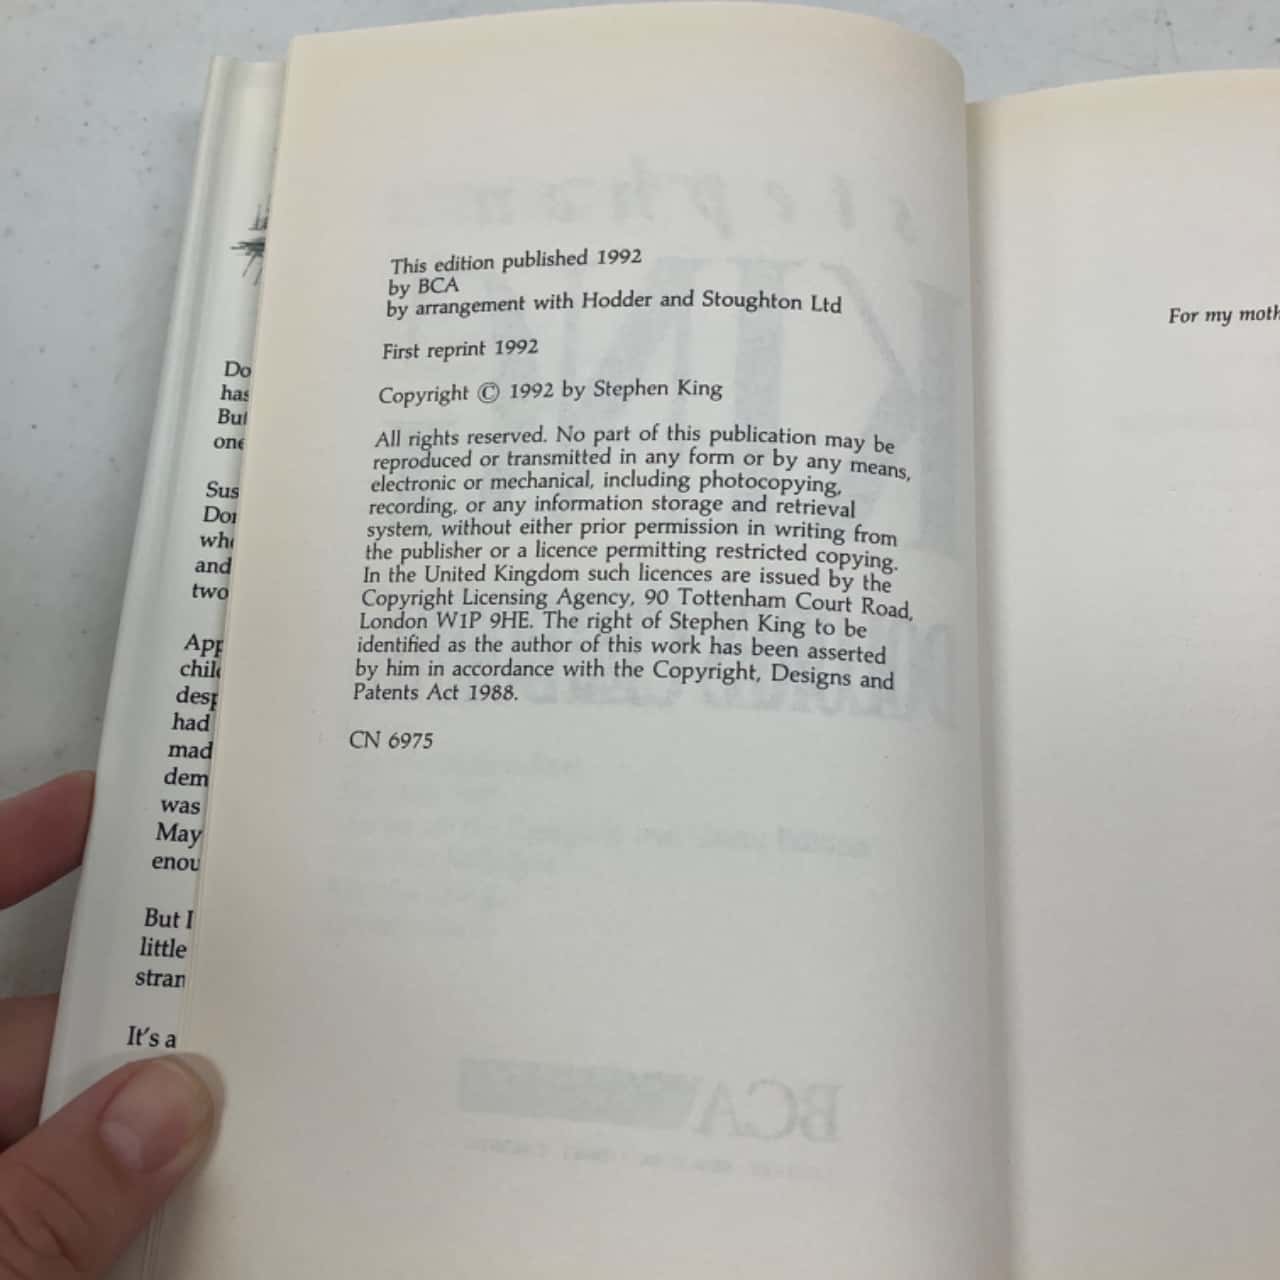 This edition published 1992
by BCA
by arrangement with Hodder and Stoughton Ltd
First reprint 1992
Copyright © 1992 by Stephen King
All rights reserved. No part of this publication may be
reproduced or transmitted in any form or by any means,
electronic or mechanical, including photocopying,
recording, or any information storage and retrieval
system, without either prior permission in writing from
the publisher or a licence permitting restricted copying.
In the United Kingdom such licences are issued by the
Copyright Licensing Agency, 90 Tottenham Court Road,
London W1P 9HE. The right of Stephen King to be
identified as the author of this work has been asserted
by him in accordance with the Copyright, Designs and
Patents Act 1988.
CN 6975
For my moth
Do
has
But
one
Sus
Dor
who
and
two
App
chil
desp
had
mad
dem
was
May
enou
But I
little
stran
It's a
stephen
KING
BCA